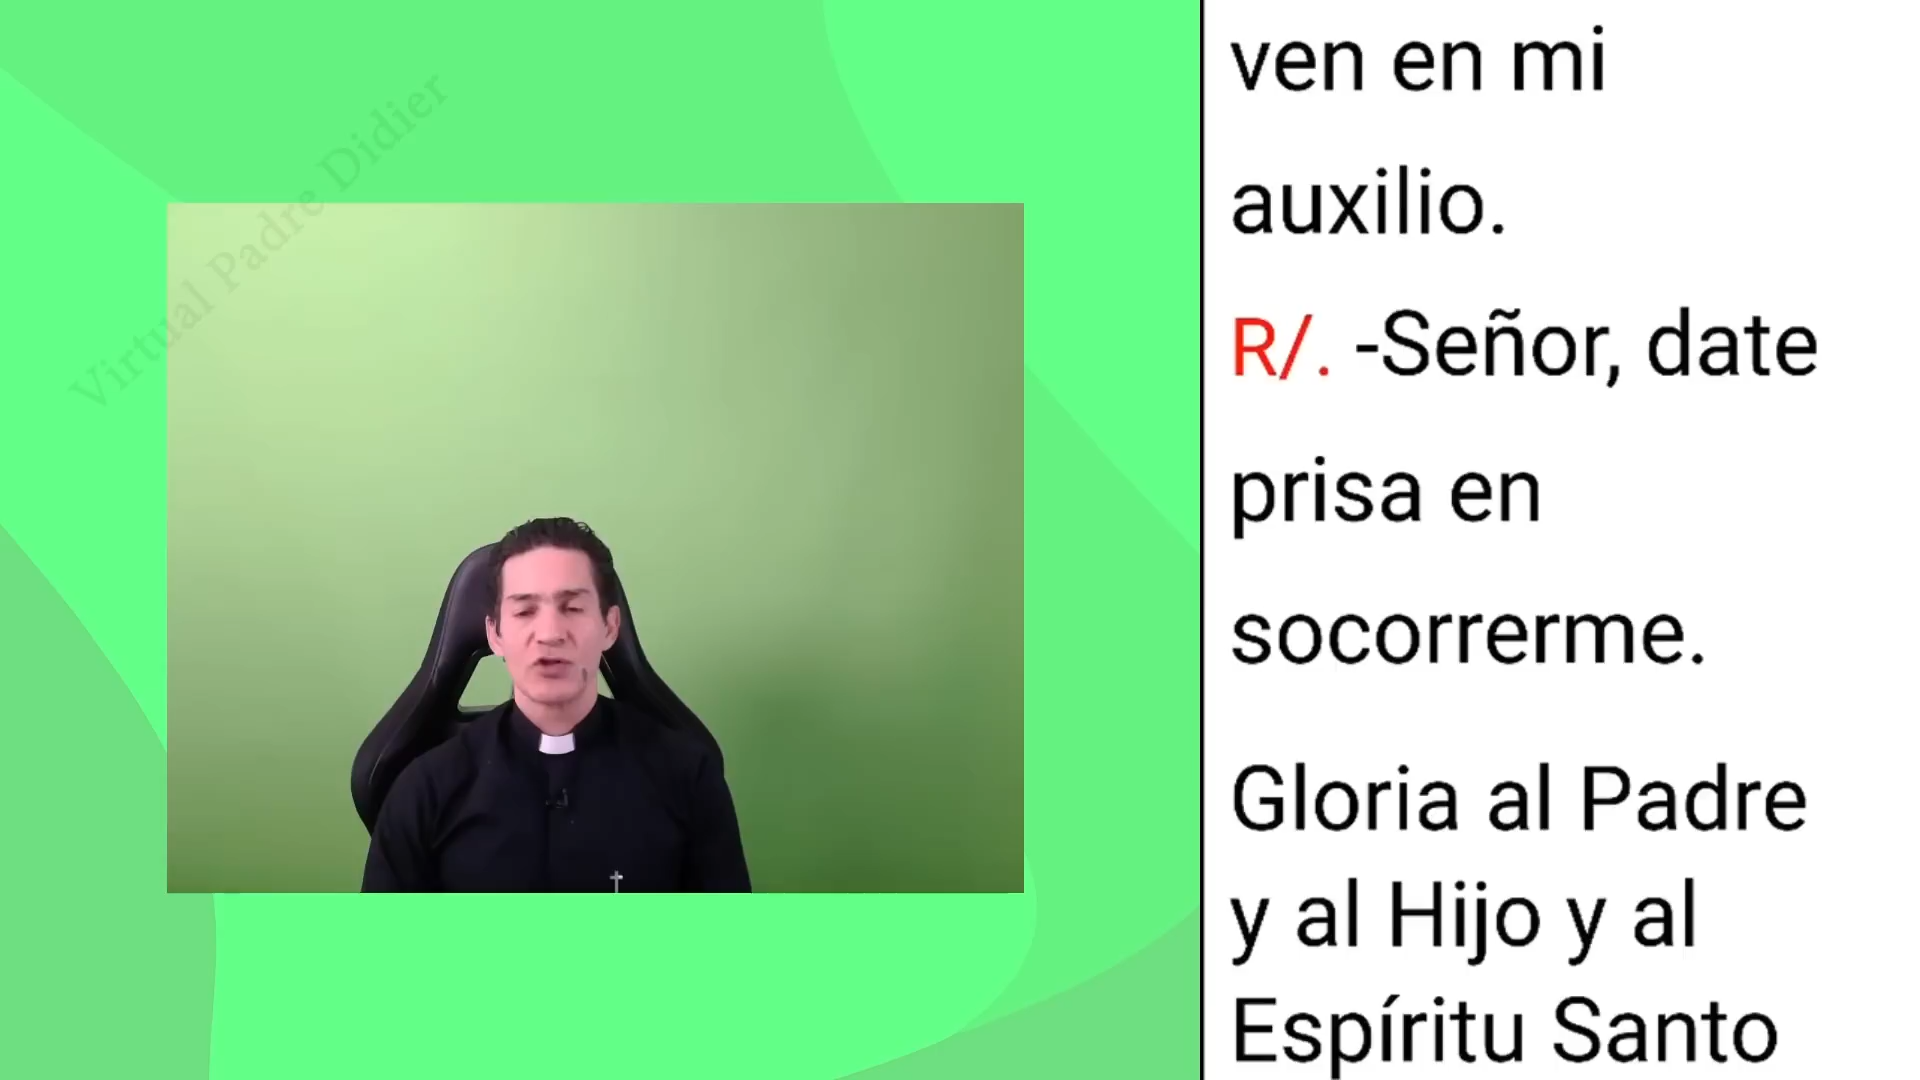 Virtual Padre Didier
ven en mi
auxilio.
R/. -Señor, date
prisa en
socorrerme.
Gloria al Padre
y al Hijo y al
Espíritu Santo